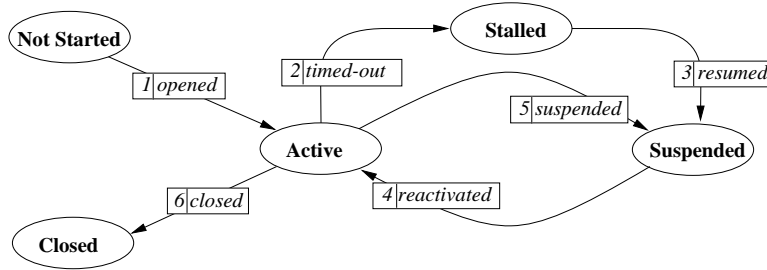 Not Started
Stalled
1 opened
2 timed-out
3 resumed
5 suspended
Active
Suspended
6 closed
4 reactivated
Closed